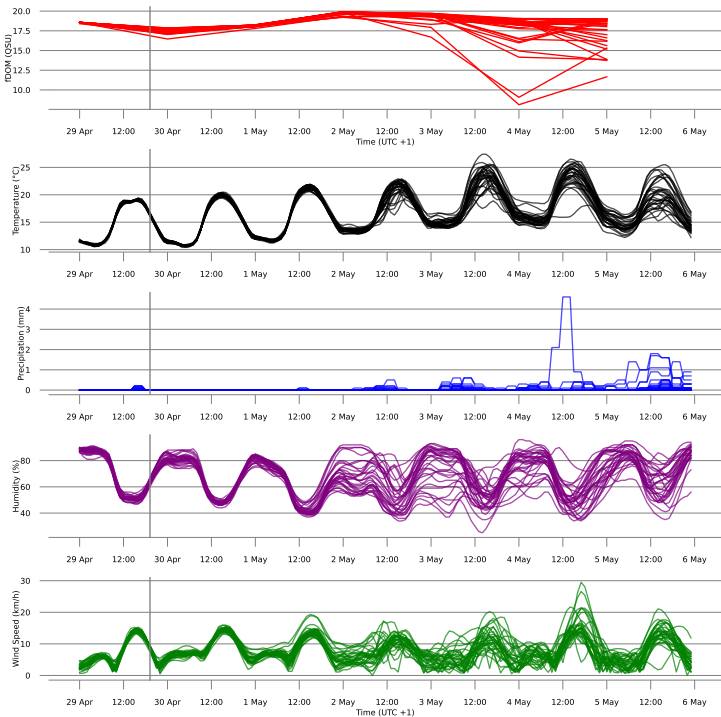 20.0
17.5
15.0
12.5
10.0
fDOM (QSU)
29 Apr 12:00 30 Apr 12:00 1 May 12:00 2 May 12:00 3 May 12:00 4 May 12:00 5 May 12:00 6 May
Time (UTC +1)
25
20
15
10
Temperature (°C)
29 Apr 12:00 30 Apr 12:00 1 May 12:00 2 May 12:00 3 May 12:00 4 May 12:00 5 May 12:00 6 May
4
3
2
1
0
Precipitation (mm)
29 Apr 12:00 30 Apr 12:00 1 May 12:00 2 May 12:00 3 May 12:00 4 May 12:00 5 May 12:00 6 May
80
60
40
Humidity (%)
29 Apr 12:00 30 Apr 12:00 1 May 12:00 2 May 12:00 3 May 12:00 4 May 12:00 5 May 12:00 6 May
30
20
10
0
Wind Speed (km/h)
29 Apr 12:00 30 Apr 12:00 1 May 12:00 2 May 12:00 3 May 12:00 4 May 12:00 5 May 12:00 6 May
Time (UTC +1)